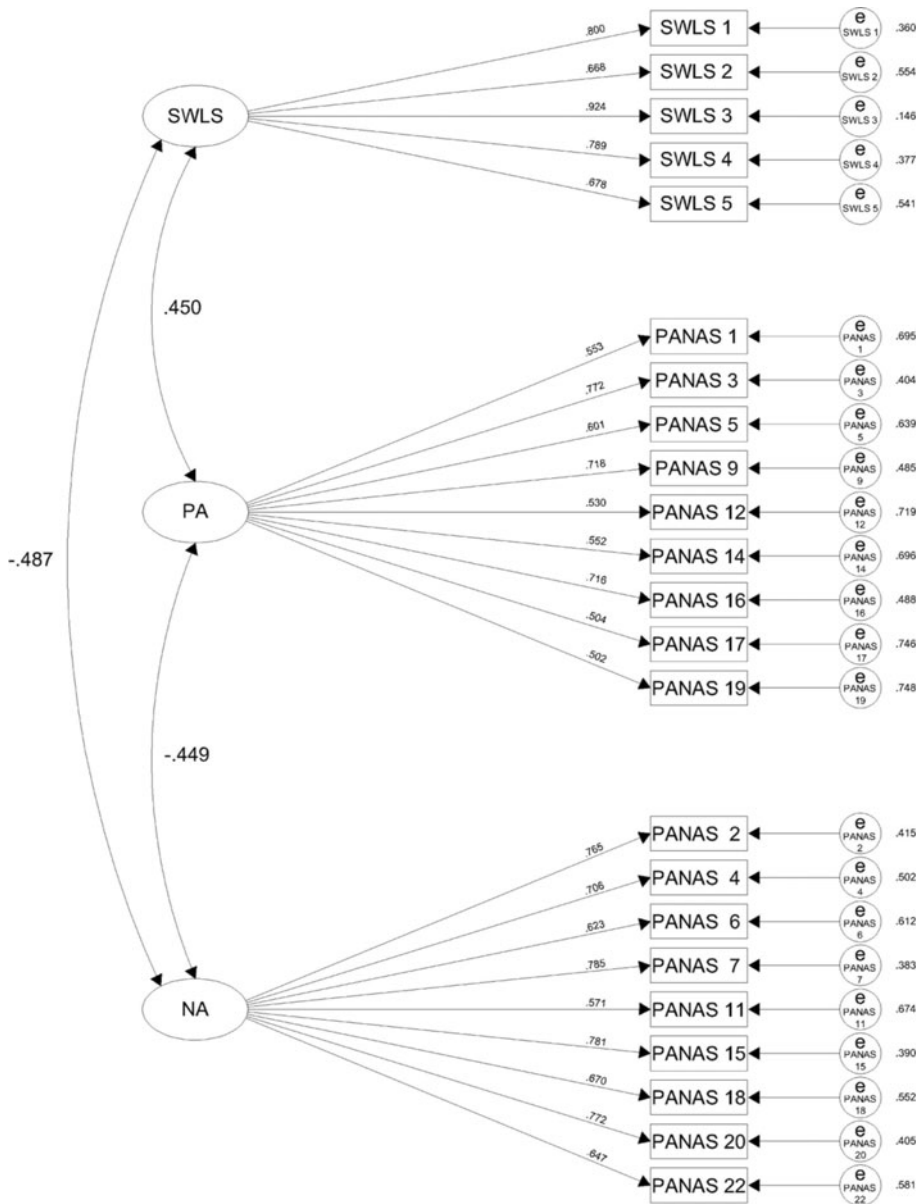 .800 SWLS 1 e SWLS 1 .360
.668 SWLS 2 e SWLS 2 .554
SWLS .924 SWLS 3 e SWLS 3 .146
.789 SWLS 4 e SWLS 4 .377
.678 SWLS 5 e SWLS 5 .541
.450
.553 PANAS 1 e PANAS 1 .695
.772 PANAS 3 e PANAS 3 .404
.601 PANAS 5 e PANAS 5 .639
.718 PANAS 9 e PANAS 9 .485
PA .530 PANAS 12 e PANAS 12 .719
.552 PANAS 14 e PANAS 14 .696
-.487
.716 PANAS 16 e PANAS 16 .488
.504 PANAS 17 e PANAS 17 .746
.502 PANAS 19 e PANAS 19 .748
-.449
.765 PANAS 2 e PANAS 2 .415
.706 PANAS 4 e PANAS 4 .502
.623 PANAS 6 e PANAS 6 .612
.785 PANAS 7 e PANAS 7 .383
NA .571 PANAS 11 e PANAS 11 .674
.781 PANAS 15 e PANAS 15 .390
.670 PANAS 18 e PANAS 18 .552
.772 PANAS 20 e PANAS 20 .405
.647 PANAS 22 e PANAS 22 .581